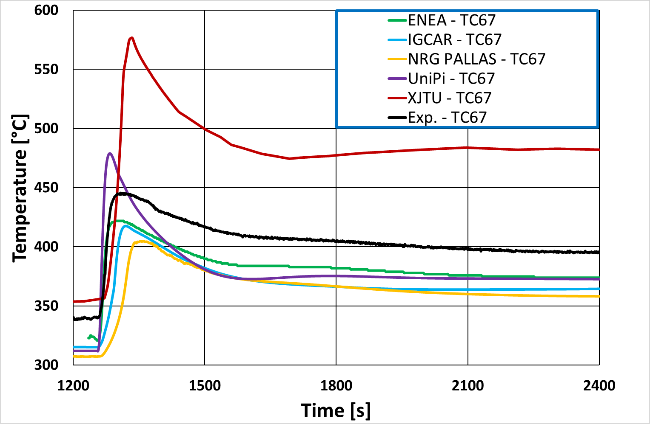 600
550
500
450
400
350
300
Temperature [°C]
ENEA - TC67
IGCAR - TC67
NRG PALLAS - TC67
UniPi - TC67
XJTU - TC67
Exp. - TC67
1200 1500 1800 2100 2400
Time [s]